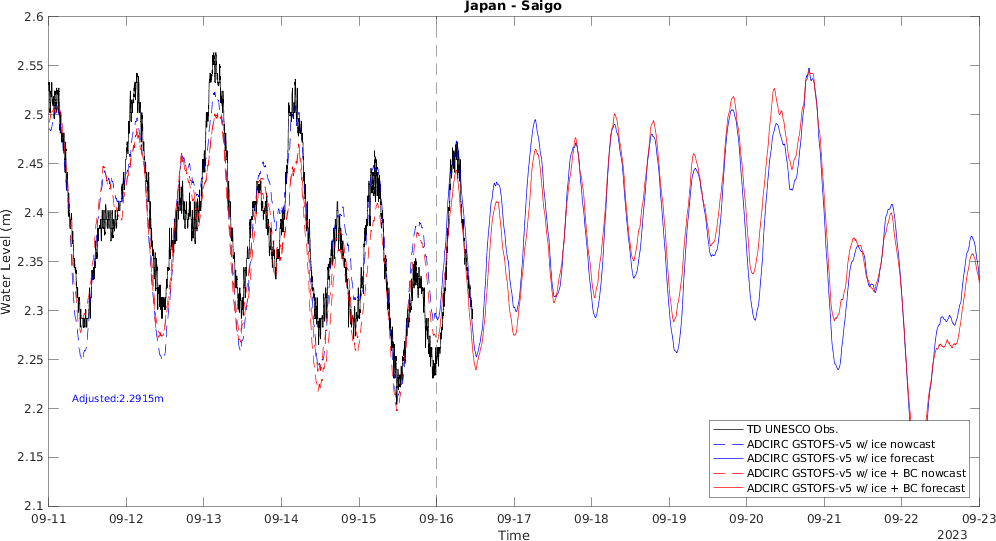 Japan - Saigo
2.6
2.55
2.5
2.45
2.4
2.35
2.3
2.25
2.2
2.15
2.1
Water Level (m)
Adjusted:2.2915m
TD UNESCO Obs.
ADCIRC GSTOFS-v5 w/ ice nowcast
ADCIRC GSTOFS-v5 w/ ice forecast
ADCIRC GSTOFS-v5 w/ ice + BC nowcast
ADCIRC GSTOFS-v5 w/ ice + BC forecast
09-11 09-12 09-13 09-14 09-15 09-16 09-17 09-18 09-19 09-20 09-21 09-22 09-23
Time
2023